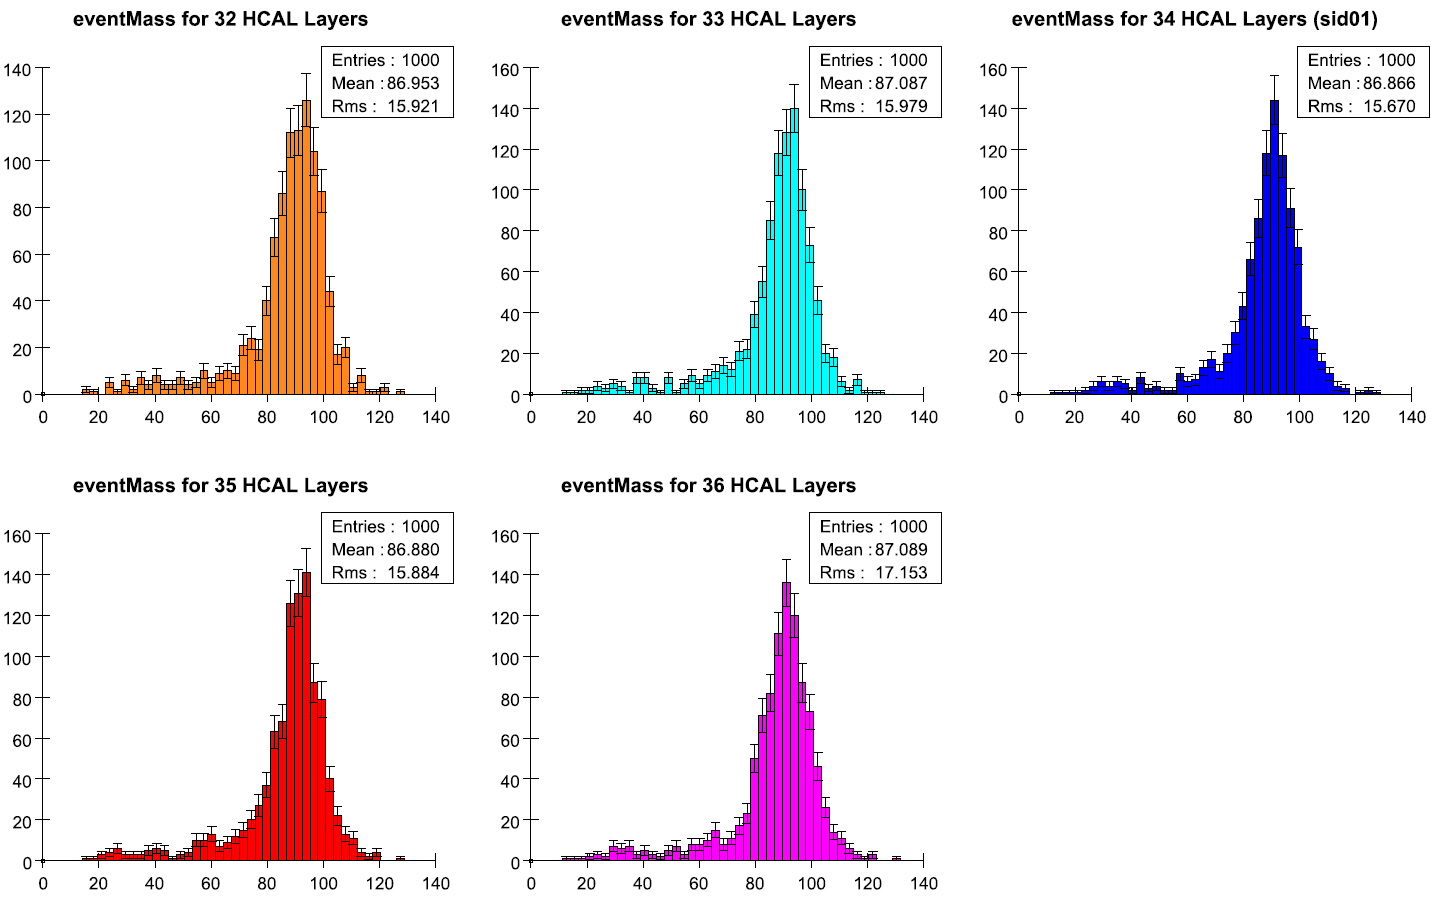 eventMass for 32 HCAL Layers
Entries : 1000
Mean : 86.953
Rms : 15.921
140
120
100
80
60
40
20
0
0 20 40 60 80 100 120 140
eventMass for 33 HCAL Layers
Entries : 1000
Mean : 87.087
Rms : 15.979
160
140
120
100
80
60
40
20
0
0 20 40 60 80 100 120 140
eventMass for 34 HCAL Layers (sid01)
Entries : 1000
Mean : 86.866
Rms : 15.670
160
140
120
100
80
60
40
20
0
0 20 40 60 80 100 120 140
eventMass for 35 HCAL Layers
Entries : 1000
Mean : 86.880
Rms : 15.884
160
140
120
100
80
60
40
20
0
0 20 40 60 80 100 120 140
eventMass for 36 HCAL Layers
Entries : 1000
Mean : 87.089
Rms : 17.153
160
140
120
100
80
60
40
20
0
0 20 40 60 80 100 120 140